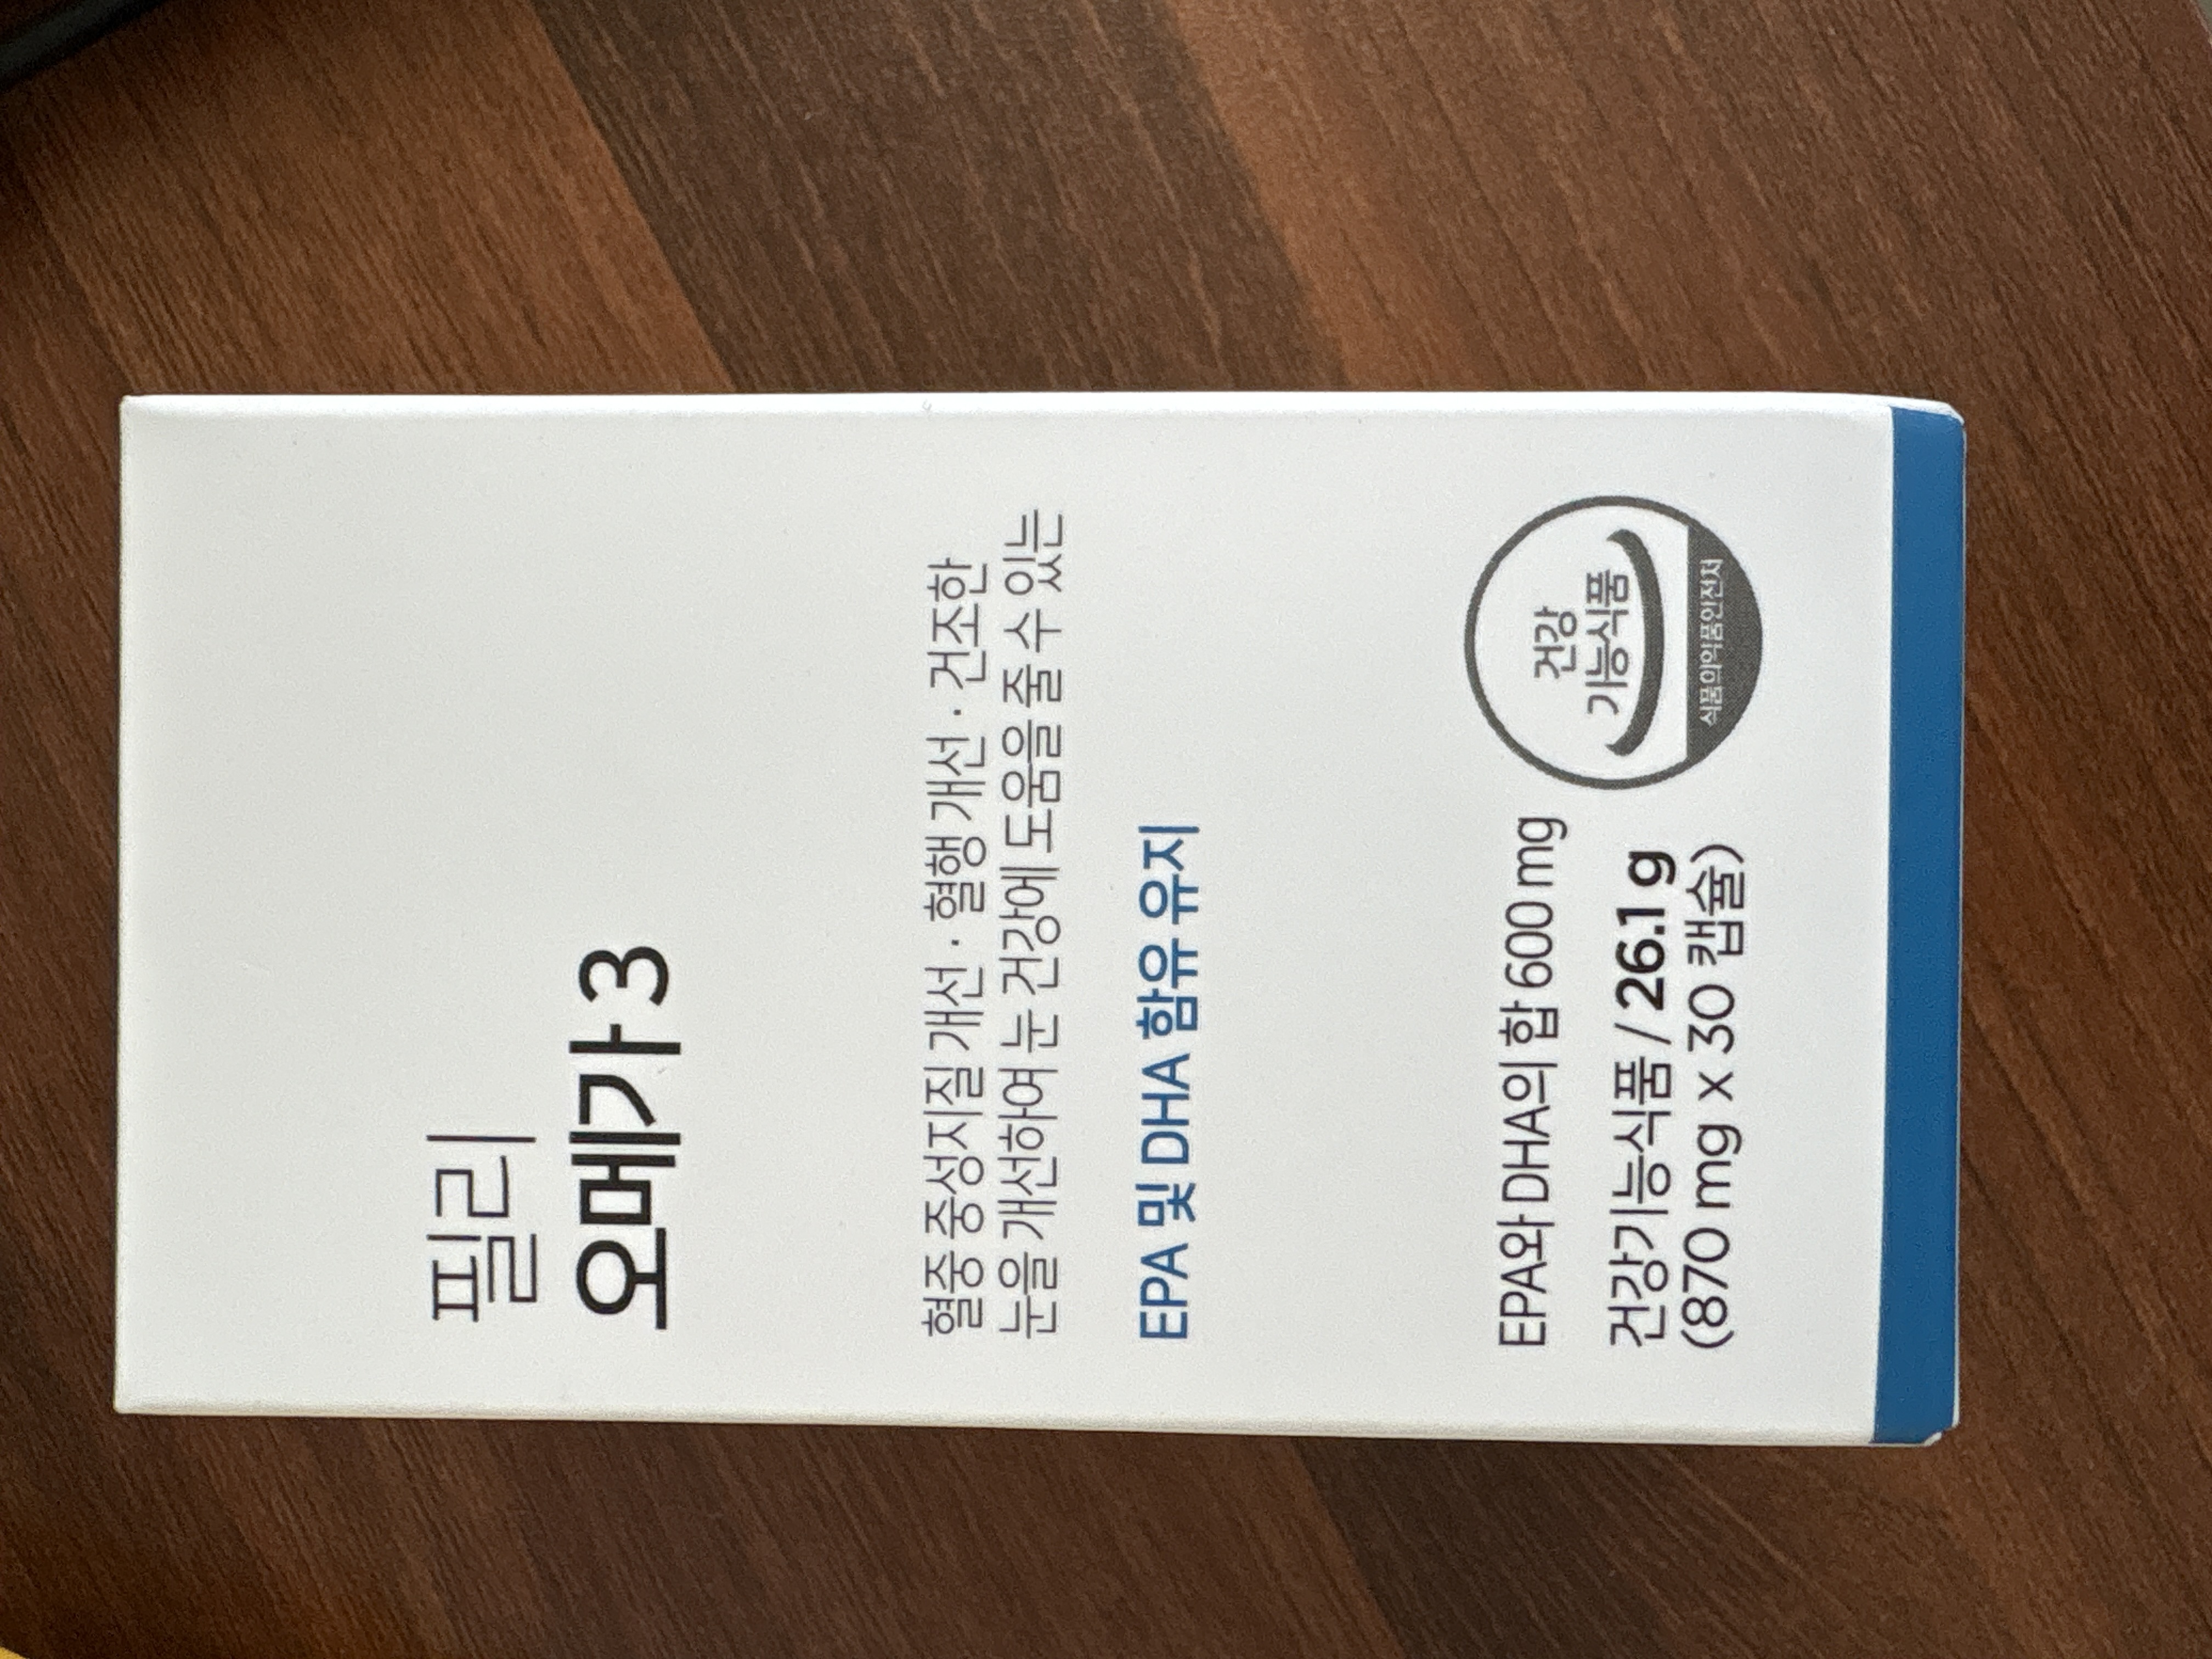 필리
오메가 3
혈중 중성지질 개선 · 혈행 개선 · 건조한
눈을 개선하여 눈 건강에 도움을 줄 수 있는
EPA 및 DHA 함유 유지
EPA와 DHA의 합 600 mg
건강기능식품 / 26.1 g
(870 mg x 30 캡슐)
건강
기능식품
식품의약품안전처